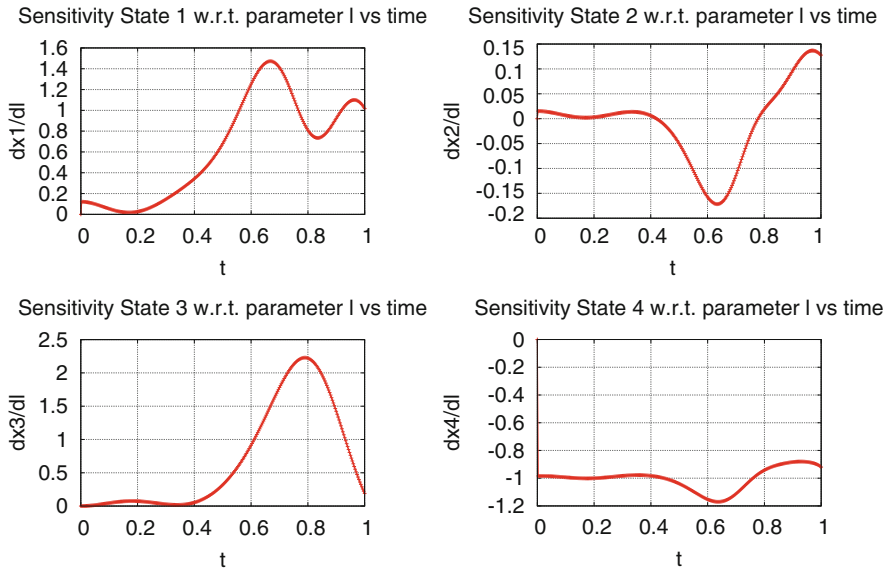 Sensitivity State 1 w.r.t. parameter l vs time
1.6
1.4
1.2
1
0.8
0.6
0.4
0.2
0
dx1/dl
0 0.2 0.4 0.6 0.8 1
t
Sensitivity State 2 w.r.t. parameter l vs time
0.15
0.1
0.05
0
-0.05
-0.1
-0.15
-0.2
dx2/dl
0 0.2 0.4 0.6 0.8 1
t
Sensitivity State 3 w.r.t. parameter l vs time
2.5
2
1.5
1
0.5
0
dx3/dl
0 0.2 0.4 0.6 0.8 1
t
Sensitivity State 4 w.r.t. parameter l vs time
0
-0.2
-0.4
-0.6
-0.8
-1
-1.2
dx4/dl
0 0.2 0.4 0.6 0.8 1
t